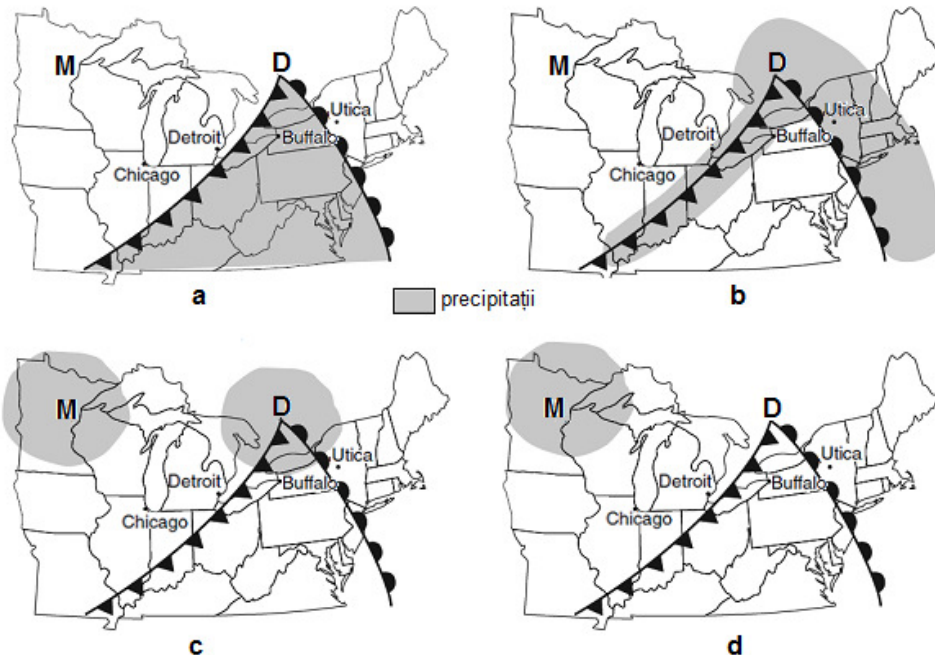 M
D
Utica
Detroit
Buffalo
Chicago
a
M
D
Utica
Detroit
Buffalo
Chicago
b
precipitații
M
D
Utica
Detroit
Buffalo
Chicago
c
M
D
Utica
Detroit
Buffalo
Chicago
d